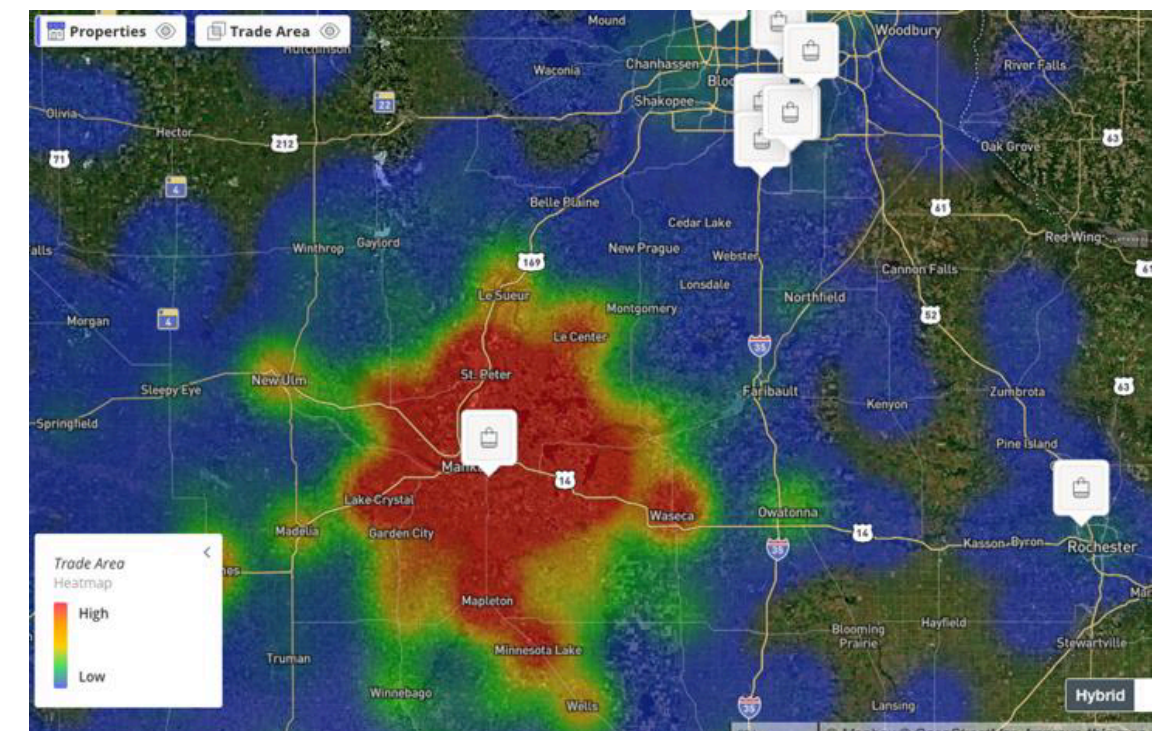 Properties
Trade Area
Mound
Woodbury
Hutchinson
Chanhassen
River Falls
Waconia
Shakopee
Olivia
22
Hector
212
63
71
Oak Grove
4
Belle Plaine
61
Cedar Lake
Red Wing
Winthrop
Gaylord
New Prague
Webster
169
Cannon Falls
61
Lonsdale
Le Sueur
Northfield
Montgomery
Morgan
4
52
Le Center
35
St. Peter
New Ulm
63
Sleepy Eye
Faribault
Zumbrota
Kenyon
Springfield
Pine Island
14
Lake Crystal
Waseca
Owatonna
Madelia
Garden City
14
Kasson
Byron
Rochester
35
Trade Area
Heatmap
High
Low
Mapleton
Hayfield
Blooming
Prairie
Stewartville
Minnesota Lake
Truman
Winnebago
Hybrid
Wells
35
Lansing